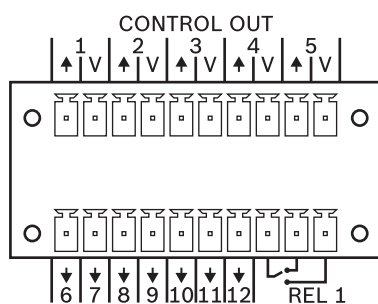 CONTROL OUT
1 2 3 4 5
V V V V V
6 7 8 9 10 11 12 REL 1